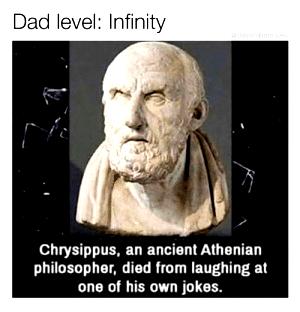 Dad level: Infinity
Chrysippus, an ancient Athenian
philosopher, died from laughing at
one of his own jokes.